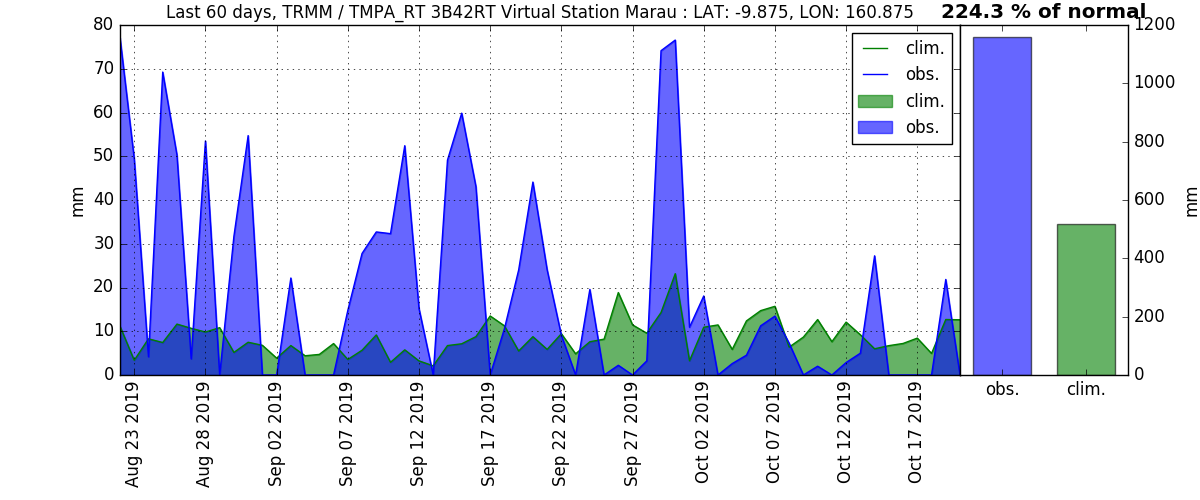 Last 60 days, TRMM / TMPA_RT 3B42RT Virtual Station Marau : LAT: -9.875, LON: 160.875
224.3 % of normal
80
70
60
50
40
30
20
10
0
mm
clim.
obs.
clim.
obs.
1200
1000
800
600
400
200
0
mm
obs.
clim.
Aug 23 2019
Aug 28 2019
Sep 02 2019
Sep 07 2019
Sep 12 2019
Sep 17 2019
Sep 22 2019
Sep 27 2019
Oct 02 2019
Oct 07 2019
Oct 12 2019
Oct 17 2019